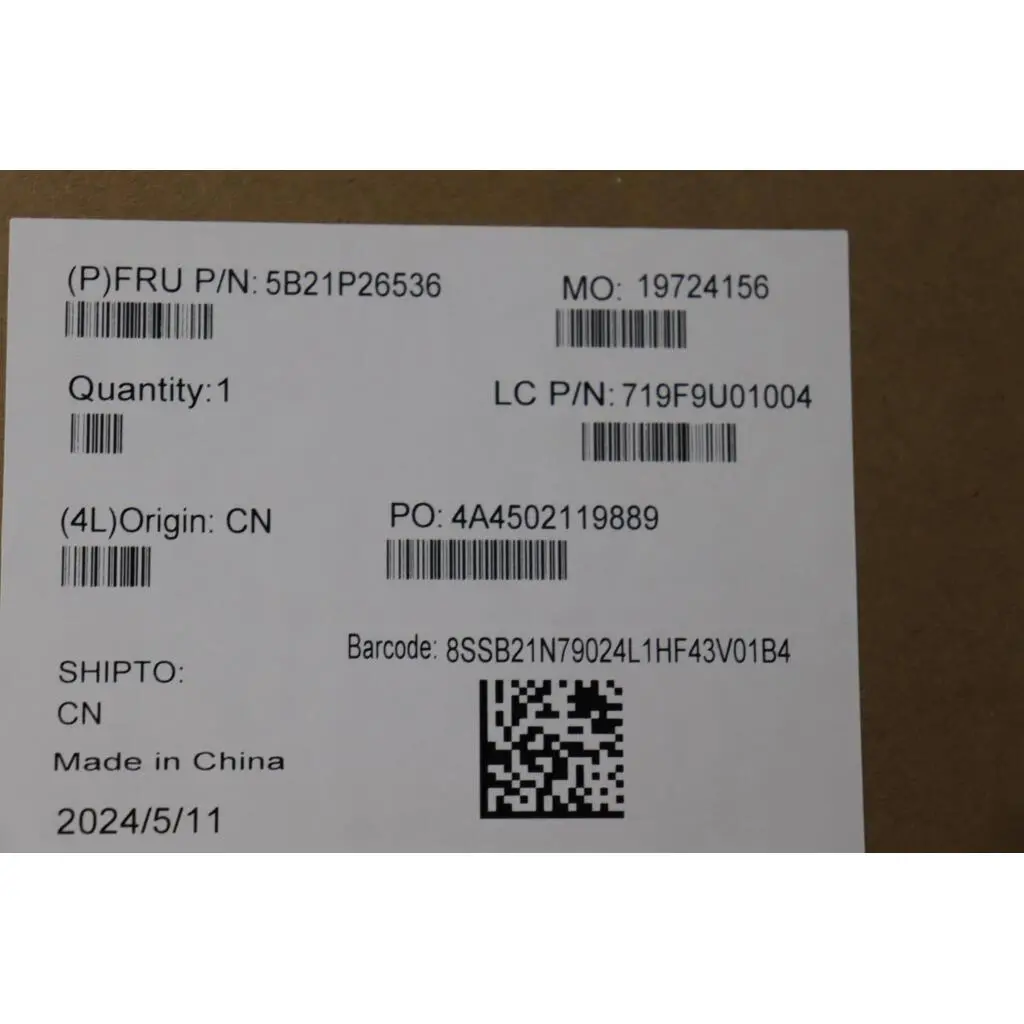 (P)FRU P/N: 5B21P26536
MO: 19724156
Quantity:1
LC P/N: 719F9U01004
(4L)Origin: CN
PO: 4A4502119889
Barcode: 8SSB21N79024L1HF43V01B4
SHIPTO:
CN
Made in China
2024/5/11